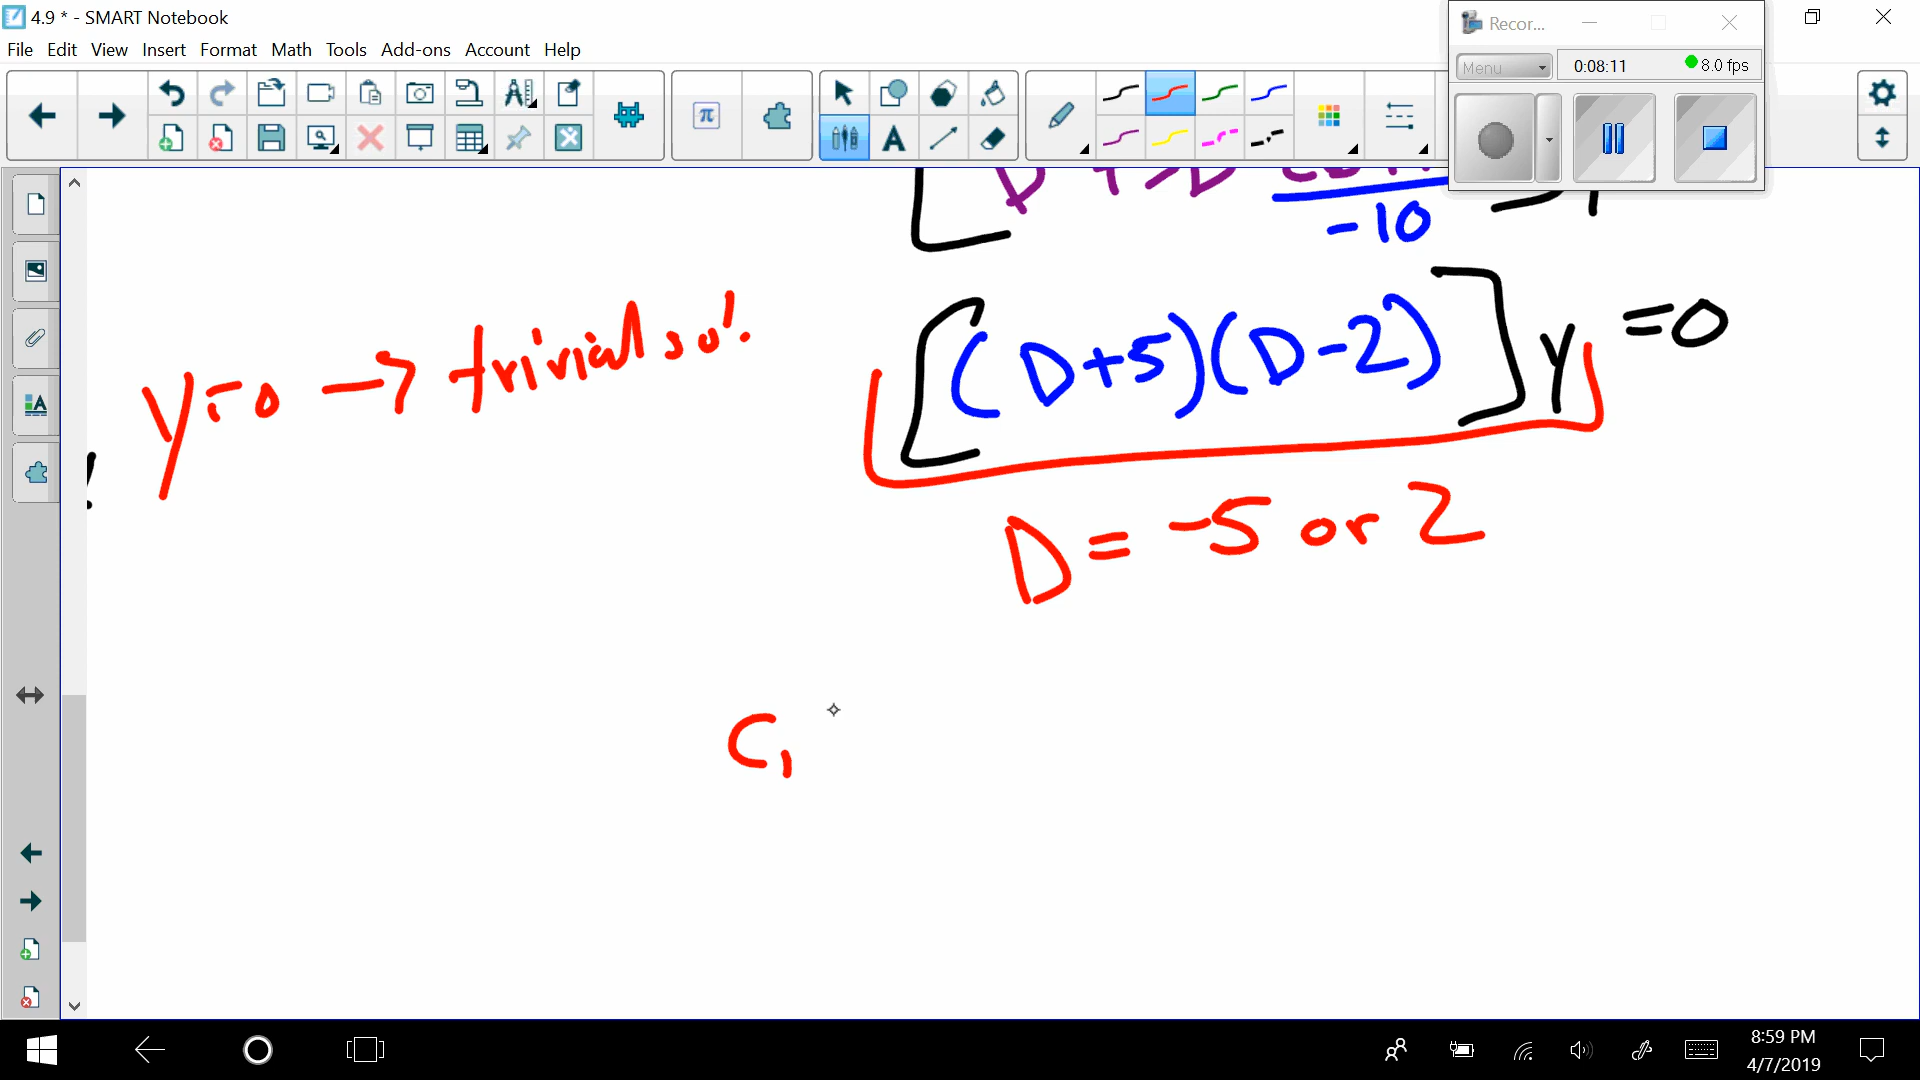 4.9 * - SMART Notebook
File Edit View Insert Format Math Tools Add-ons Account Help
Recor...
Menu
0:08:11
8.0 fps
π
A
-10
[(D+5)(D-2)]y =0
y=0 → trivial so!.
D = -5 or 2
C₁
8:59 PM
4/7/2019